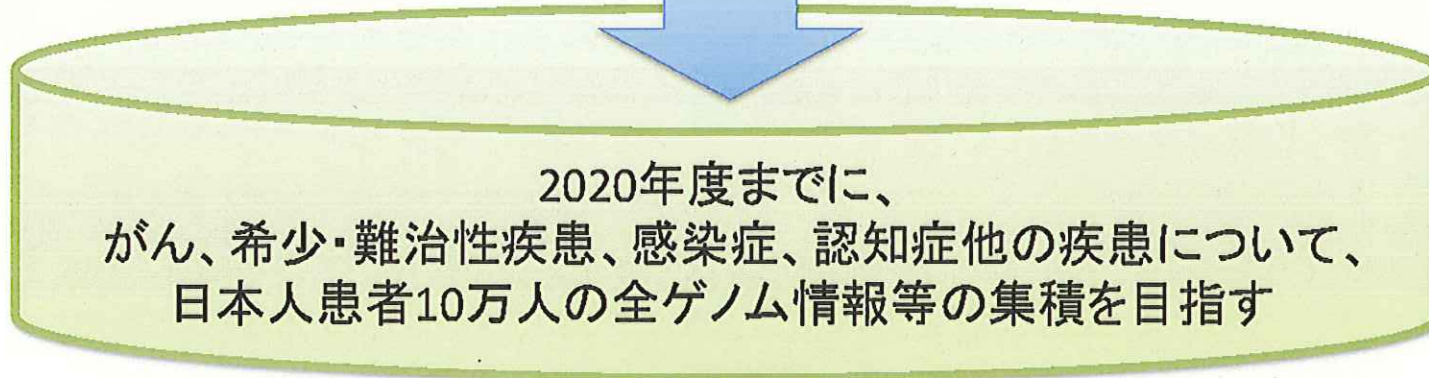 2020年度までに、
がん、希少・難治性疾患、感染症、認知症他の疾患について、
日本人患者10万人の全ゲノム情報等の集積を目指す